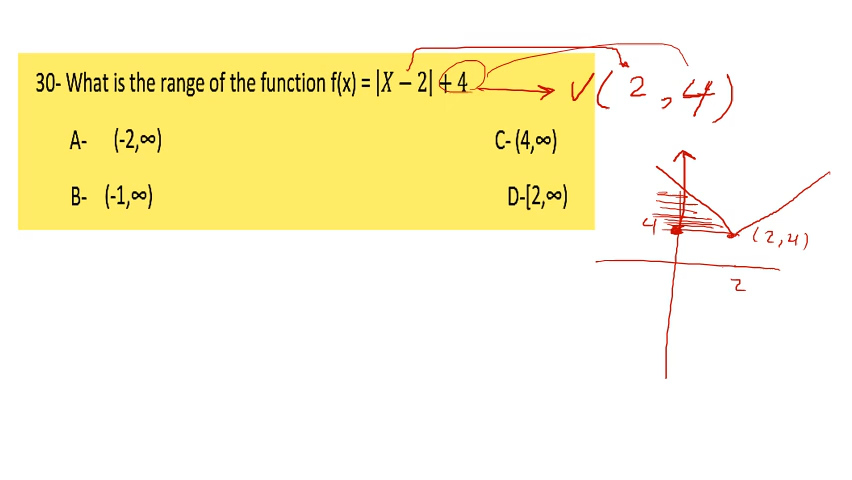 30- What is the range of the function f(x) = |X − 2| + 4
V(2,4)
A- (-2,∞)
C- (4,∞)
B- (-1,∞)
D-[2,∞)
4
(2,4)
2